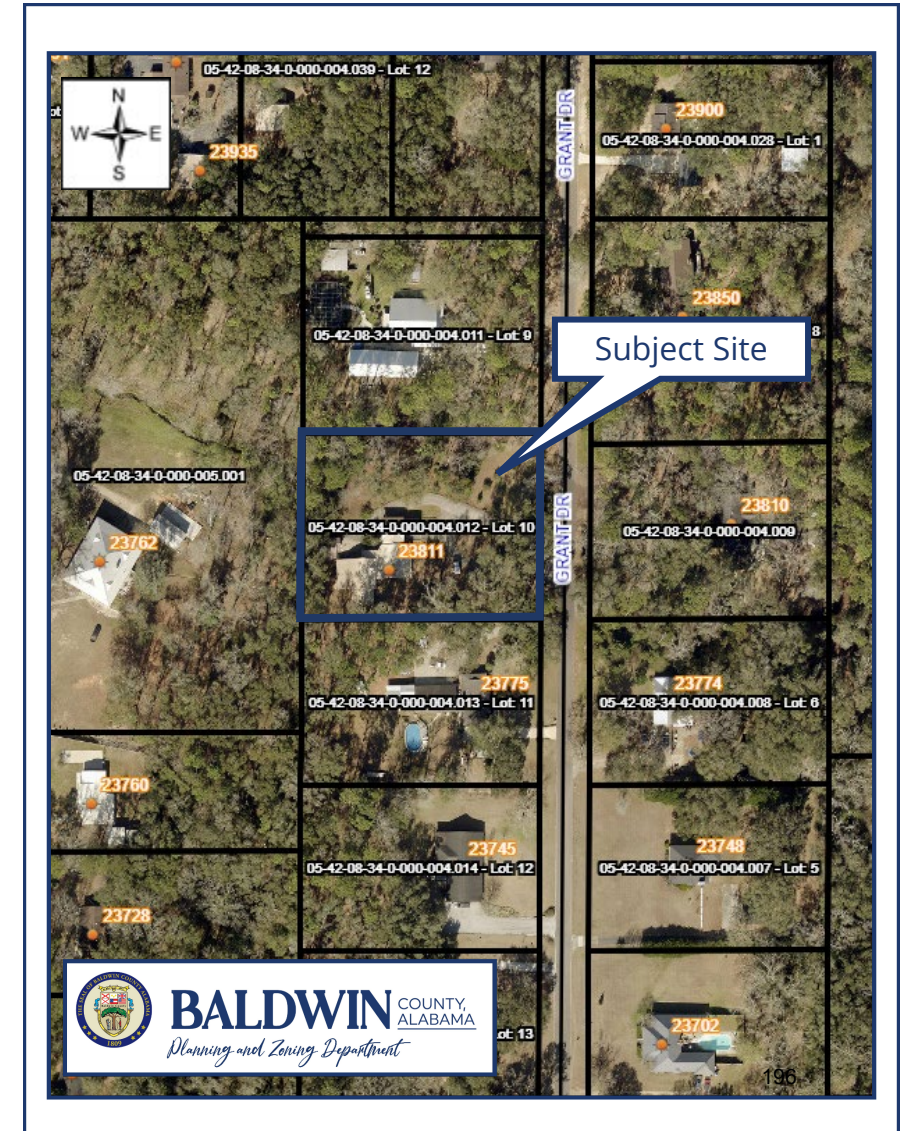 05-42-08-34-0-000-004.039 - Lot: 12
N
W E
S
23935
GRANT DR
23900
05-42-08-34-0-000-004.028 - Lot: 1
23850
8
05-42-08-34-0-000-004.011 - Lot: 9
Subject Site
05-42-08-34-0-000-005.001
23762
05-42-08-34-0-000-004.012 - Lot: 10
23811
GRANT DR
23810
05-42-08-34-0-000-004.009
23775
05-42-08-34-0-000-004.013 - Lot: 11
23774
05-42-08-34-0-000-004.008 - Lot: 6
23760
23745
05-42-08-34-0-000-004.014 - Lot: 12
23748
05-42-08-34-0-000-004.007 - Lot: 5
23728
BALDWIN COUNTY, ALABAMA
Planning and Zoning Department
1809
ot: 13
23702
196